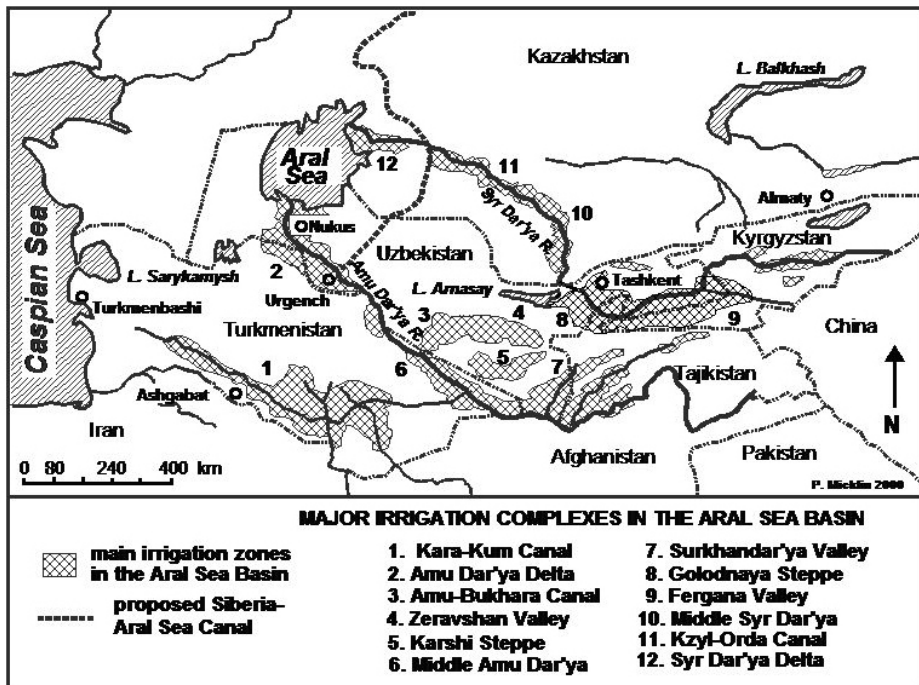 Kazakhstan
L. Balkhash
Aral
Sea
12
11
Syr Dar'ya R.
10
Almaty
Nukus
Kyrgyzstan
Caspian Sea
L. Sarykamysh
2
Amu Dar'ya R.
Uzbekistan
Tashkent
Urgench
L. Arnasay
Turkmenbashi
Turkmenistan
3
4
8
9
China
1
6
5
7
Tajikistan
Ashgabat
N
Iran
Afghanistan
Pakistan
0 80 240 400 km
P. Micklin 2000
MAJOR IRRIGATION COMPLEXES IN THE ARAL SEA BASIN
main irrigation zones
in the Aral Sea Basin
proposed Siberia-
Aral Sea Canal
1. Kara-Kum Canal
2. Amu Dar'ya Delta
3. Amu-Bukhara Canal
4. Zeravshan Valley
5. Karshi Steppe
6. Middle Amu Dar'ya
7. Surkhandar'ya Valley
8. Golodnaya Steppe
9. Fergana Valley
10. Middle Syr Dar'ya
11. Kzyl-Orda Canal
12. Syr Dar'ya Delta